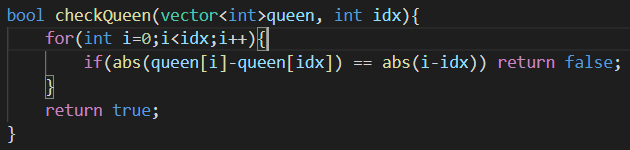 bool checkQueen(vector<int>queen, int idx){
    for(int i=0;i<idx;i++){
        if(abs(queen[i]-queen[idx]) == abs(i-idx)) return false;
    }
    return true;
}